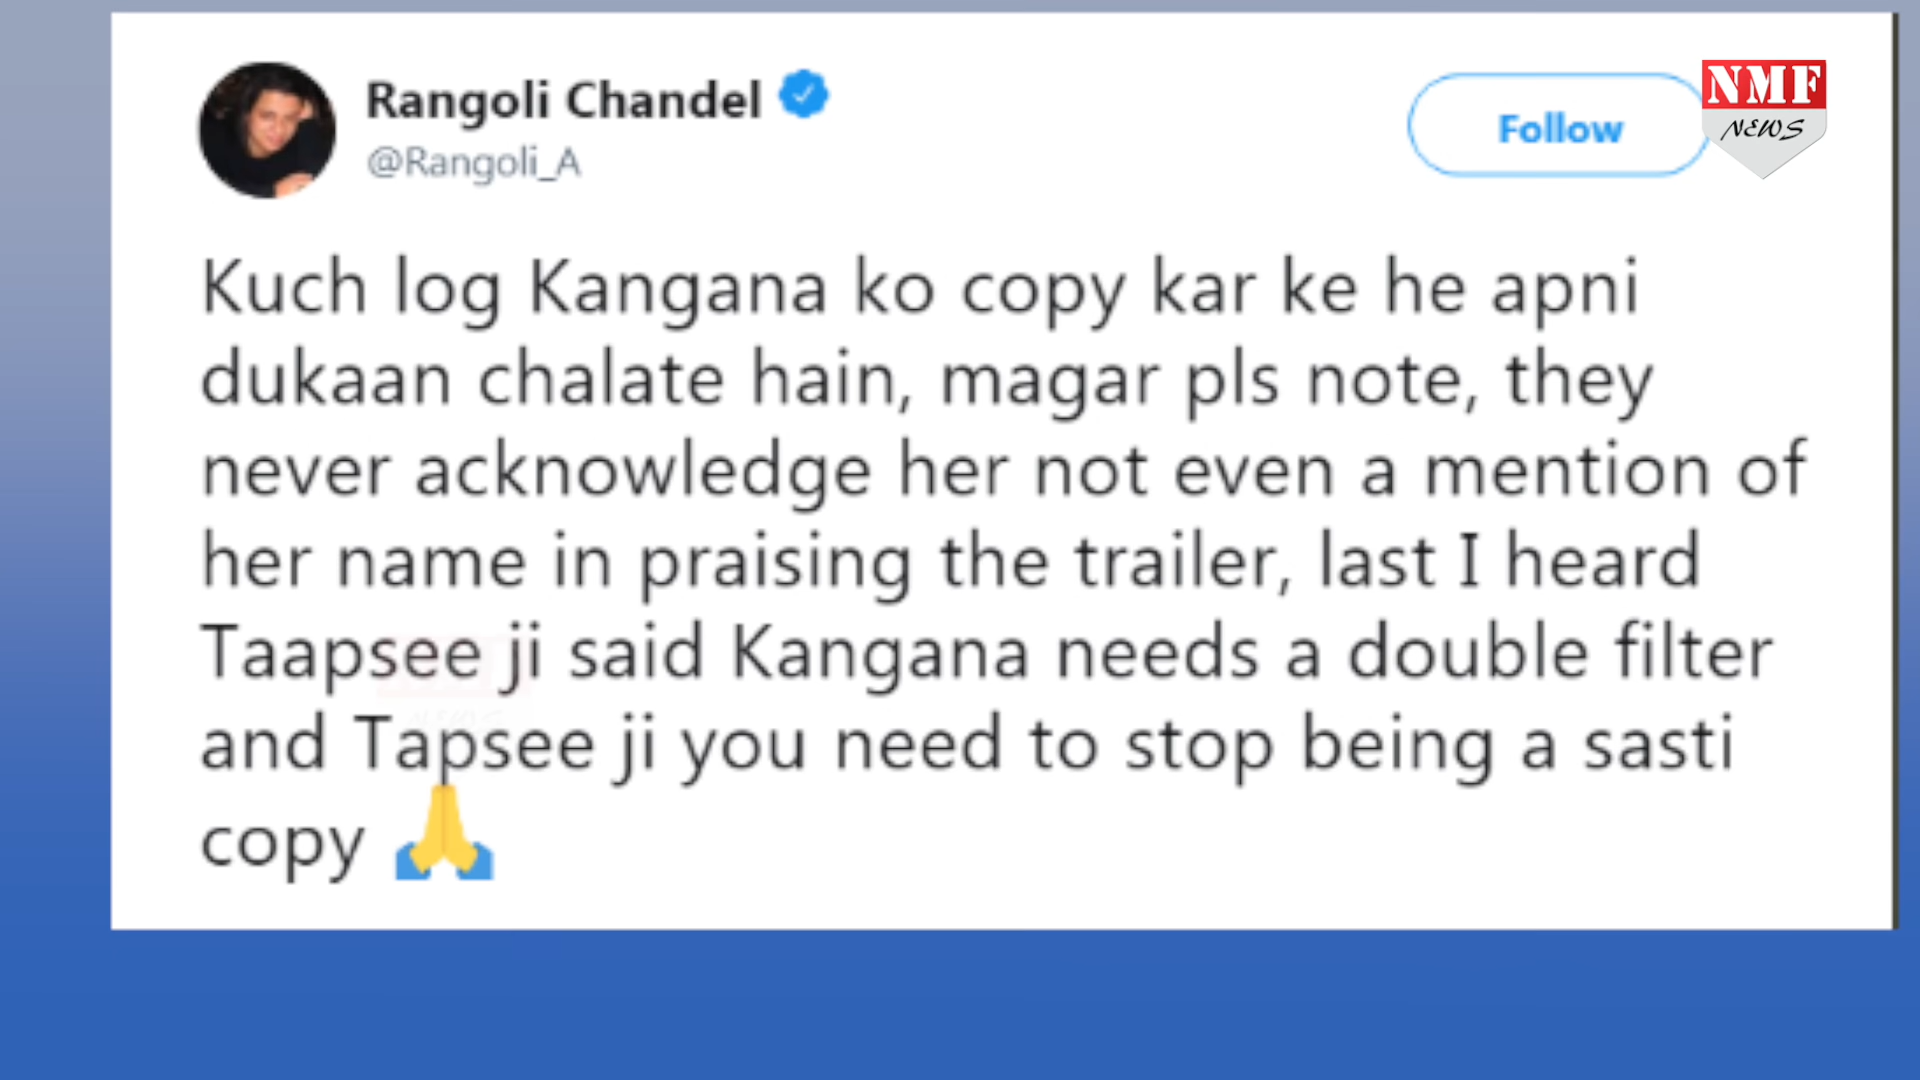 Rangoli Chandel
@Rangoli_A
Follow
NMF
NEWS
Kuch log Kangana ko copy kar ke he apni
dukaan chalate hain, magar pls note, they
never acknowledge her not even a mention of
her name in praising the trailer, last I heard
Taapsee ji said Kangana needs a double filter
and Tapsee ji you need to stop being a sasti
copy 🙏